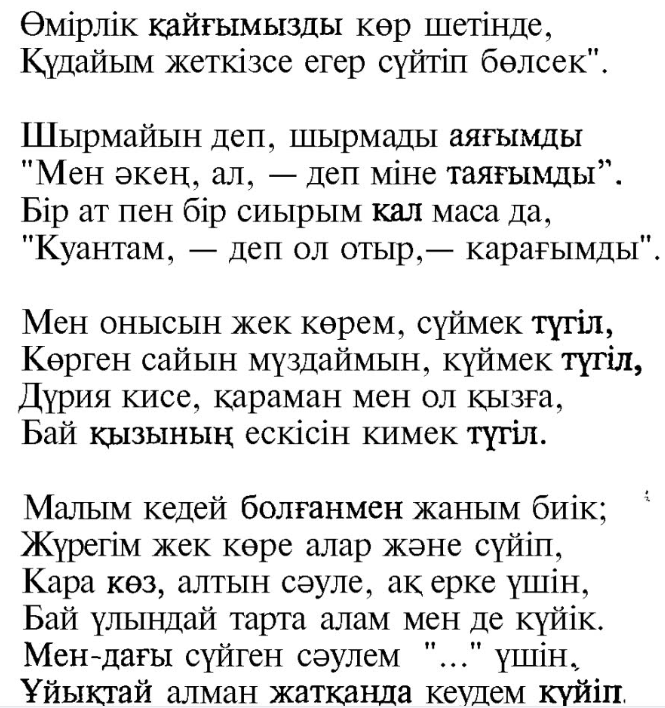 Өмірлік қайғымызды көр шетінде,
Құдайым жеткізсе егер сүйтіп бөлсек".
Шырмайын деп, шырмады аяғымды
"Мен әкең, ал, — деп міне таяғымды”.
Бір ат пен бір сиырым кал маса да,
"Куантам, — деп ол отыр,— карағымды".
Мен онысын жек көрем, сүймек түгіл,
Көрген сайын мұздаймын, күймек түгіл,
Дүрия кисе, қараман мен ол қызға,
Бай қызының ескісін кимек түгіл.
Малым кедей болғанмен жаным биік;
Жүрегім жек көре алар және сүйіп,
Кара көз, алтын сәуле, ақ ерке үшін,
Бай ұлындай тарта алам мен де күйік.
Мен-дағы сүйген сәулем "..." үшін,
Ұйықтай алман жатқанда кеудем күйіп.